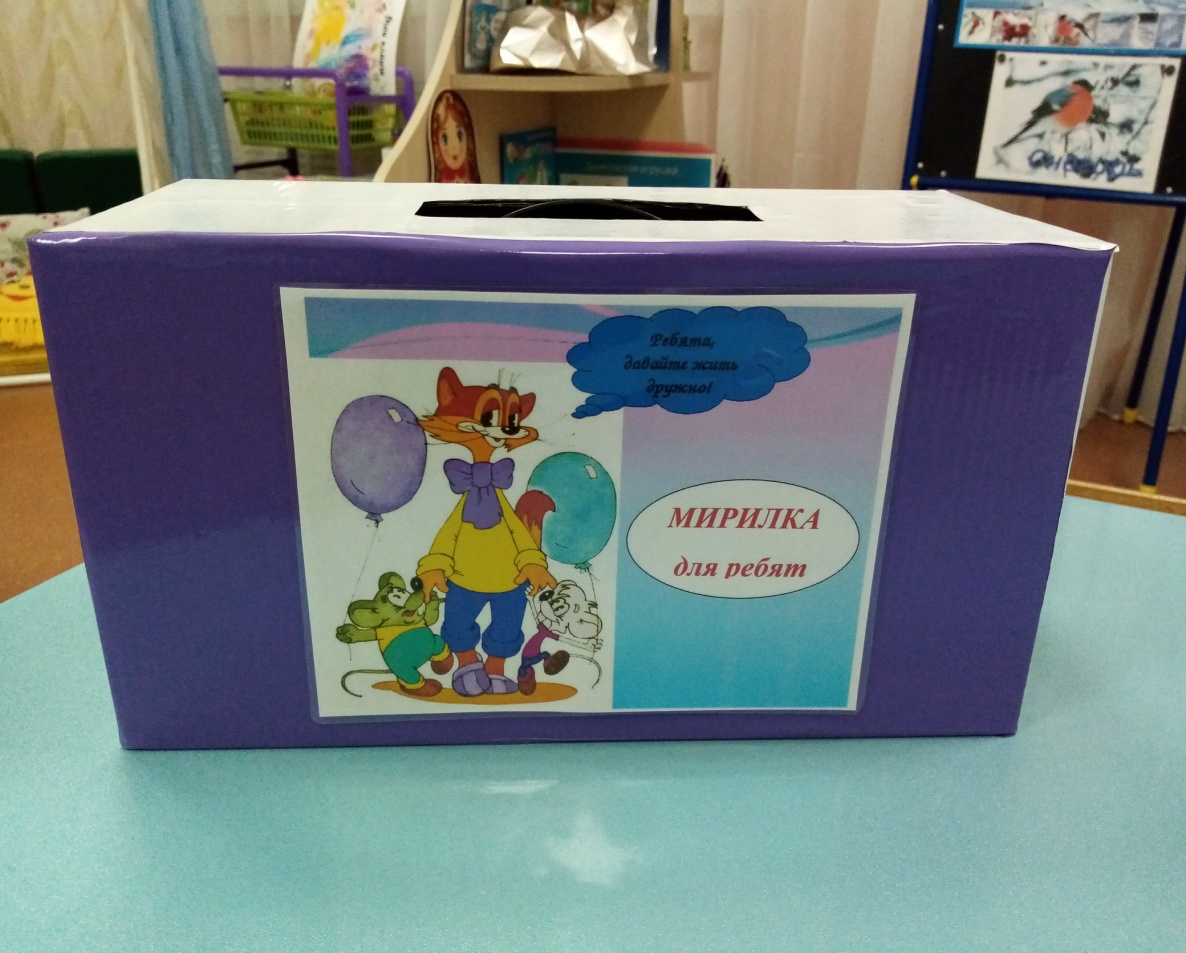 Ребята,
давайте жить
дружно!
МИРИЛКА
для ребят